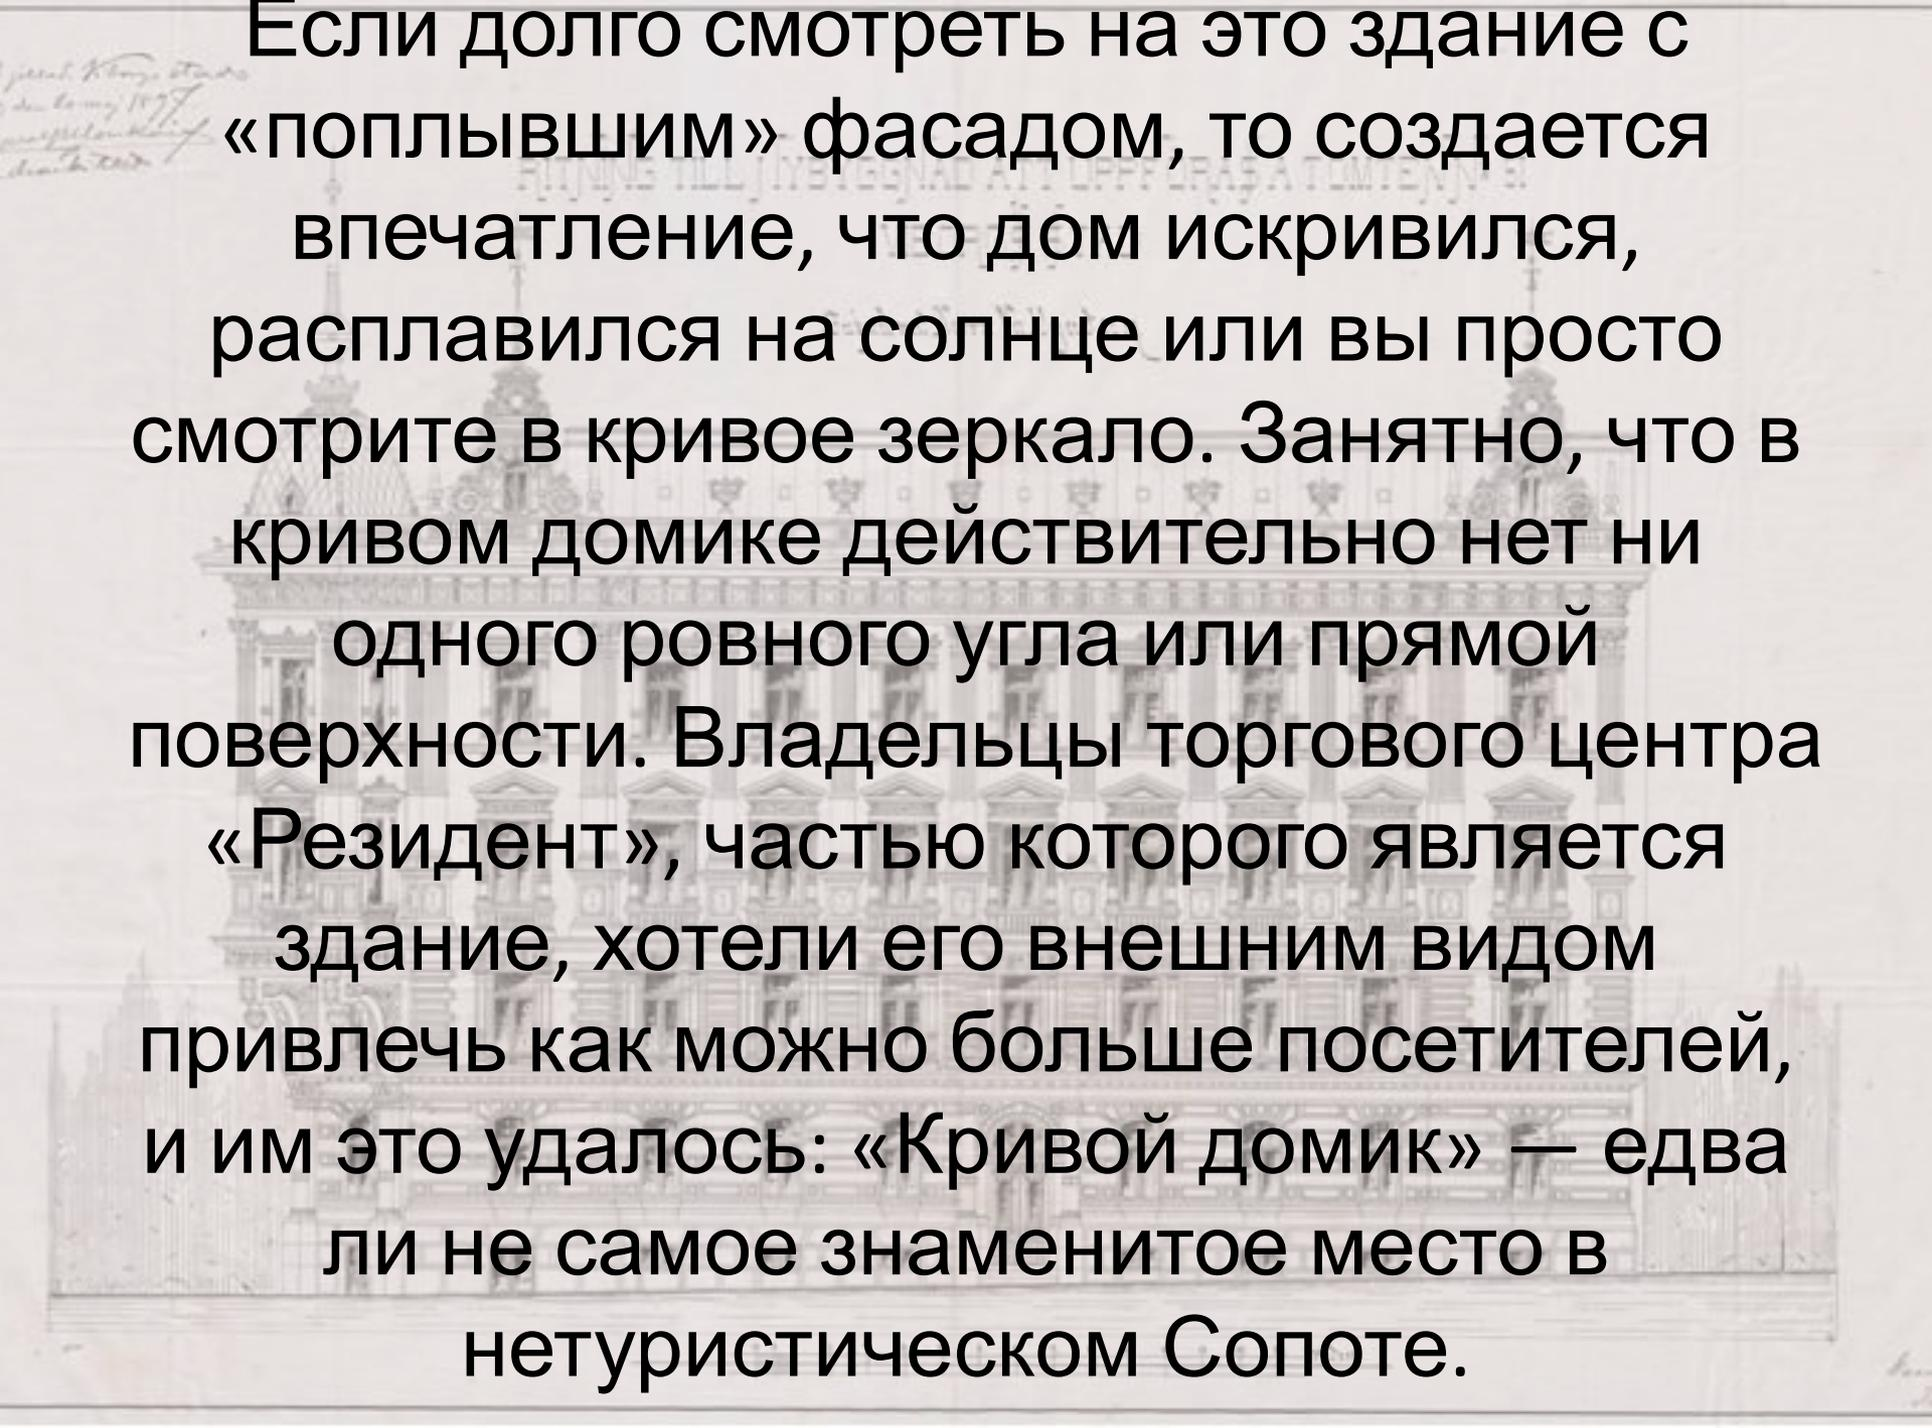 Если долго смотреть на это здание с
«поплывшим» фасадом, то создается
впечатление, что дом искривился,
расплавился на солнце или вы просто
смотрите в кривое зеркало. Занятно, что в
кривом домике действительно нет ни
одного ровного угла или прямой
поверхности. Владельцы торгового центра
«Резидент», частью которого является
здание, хотели его внешним видом
привлечь как можно больше посетителей,
и им это удалось: «Кривой домик» — едва
ли не самое знаменитое место в
нетуристическом Сопоте.